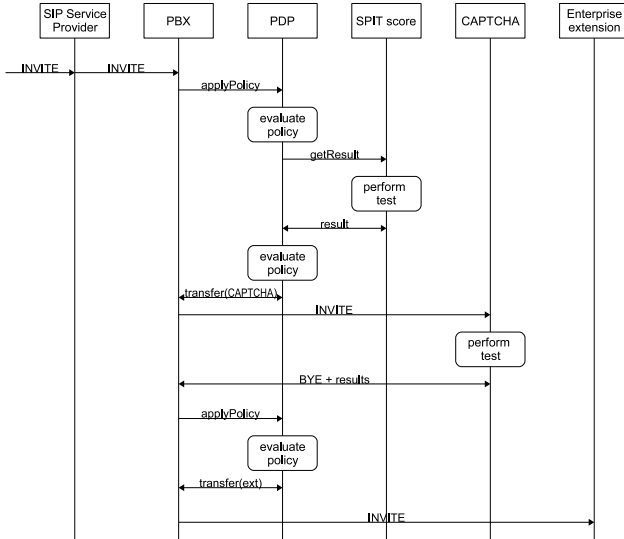 SIP Service
Provider
PBX
PDP
SPIT score
CAPTCHA
Enterprise
extension
INVITE
INVITE
applyPolicy
evaluate
policy
getResult
perform
test
result
evaluate
policy
transfer(CAPTCHA)
INVITE
perform
test
BYE + results
applyPolicy
evaluate
policy
transfer(ext)
INVITE